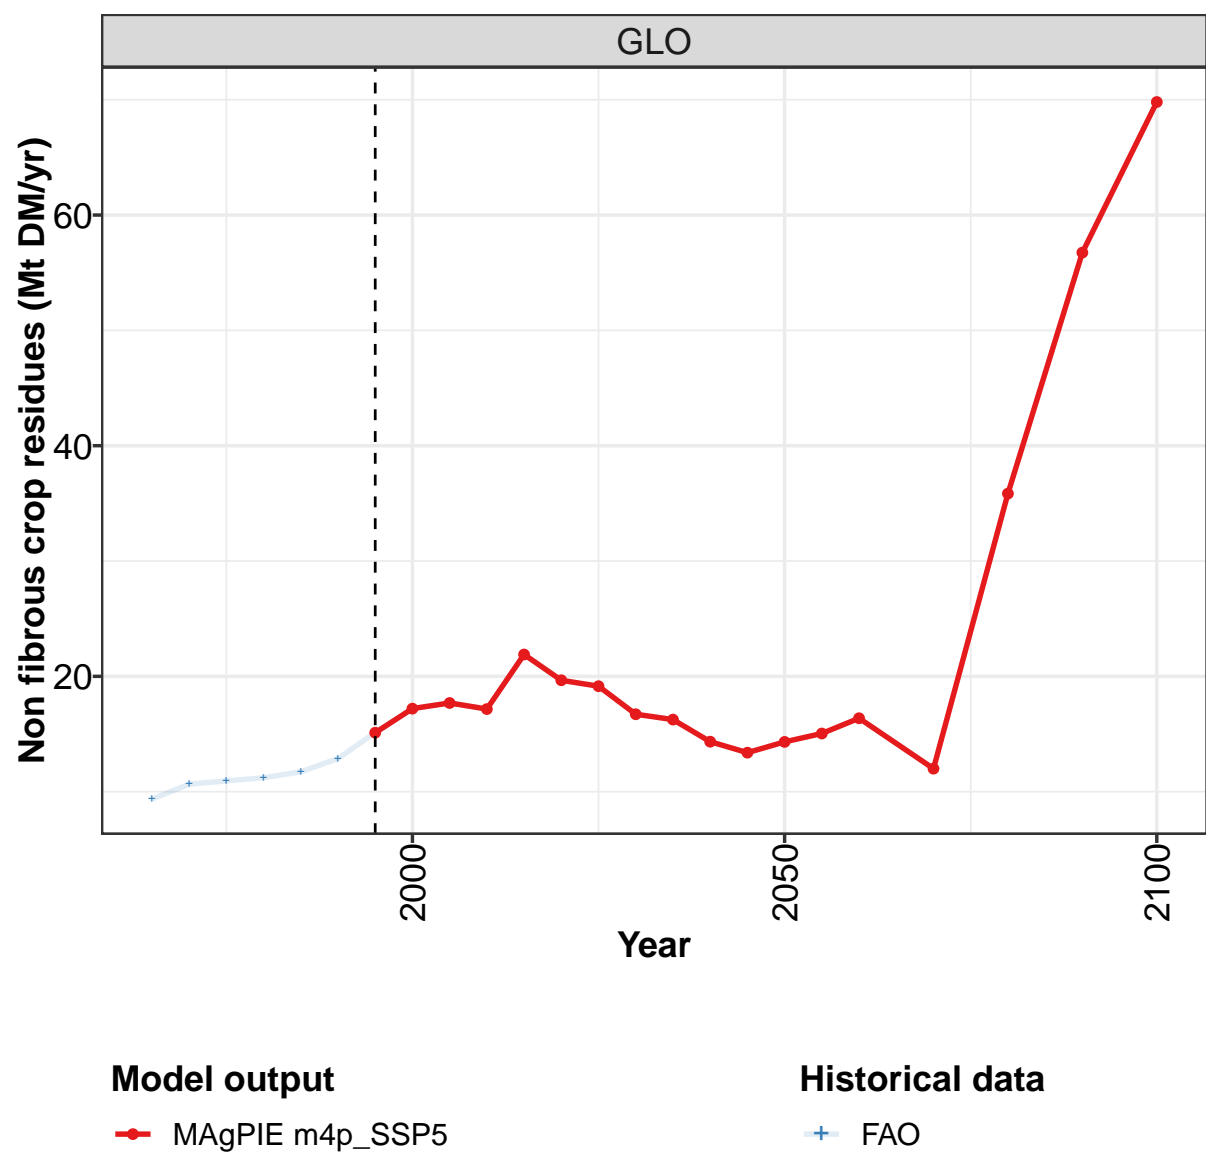 GLO
Non fibrous crop residues (Mt DM/yr)
60
40
20
2000
2050
2100
Year
Model output
MAgPIE m4p_SSP5
Historical data
FAO